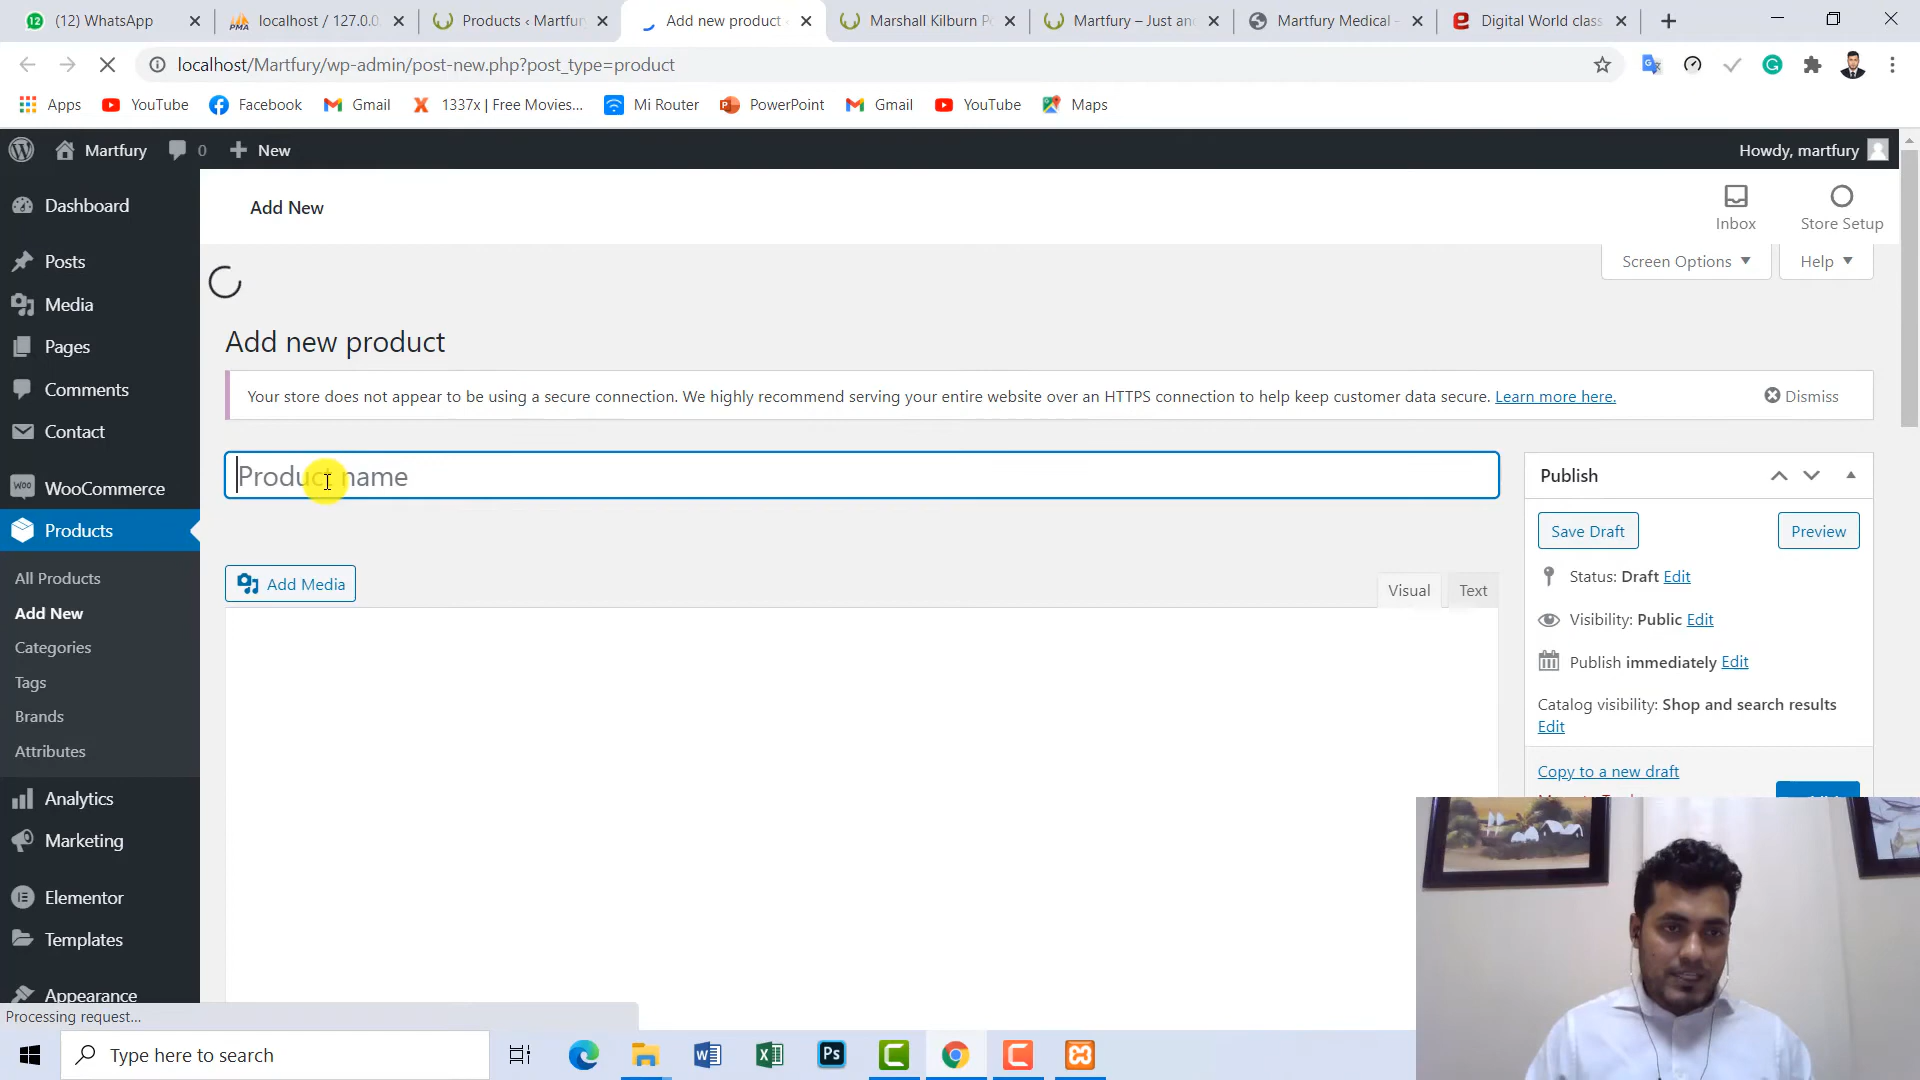 (12) WhatsApp
localhost / 127.0.0
Products ‹ Martfury
Add new product
Marshall Kilburn P
Martfury – Just an
Martfury Medical –
Digital World class
localhost/Martfury/wp-admin/post-new.php?post_type=product
Apps
YouTube
Facebook
Gmail
1337x | Free Movies...
Mi Router
PowerPoint
Gmail
YouTube
Maps
Martfury
0
New
Howdy, martfury
Dashboard
Posts
Media
Pages
Comments
Contact
WooCommerce
Products
All Products
Add New
Categories
Tags
Brands
Attributes
Analytics
Marketing
Elementor
Templates
Appearance
Processing request...
Add New
Inbox
Store Setup
Screen Options
Help
Add new product
Your store does not appear to be using a secure connection. We highly recommend serving your entire website over an HTTPS connection to help keep customer data secure. Learn more here.
Dismiss
Product name
Add Media
Visual
Text
Publish
Save Draft
Preview
Status: Draft Edit
Visibility: Public Edit
Publish immediately Edit
Catalog visibility: Shop and search results
Edit
Copy to a new draft
Type here to search